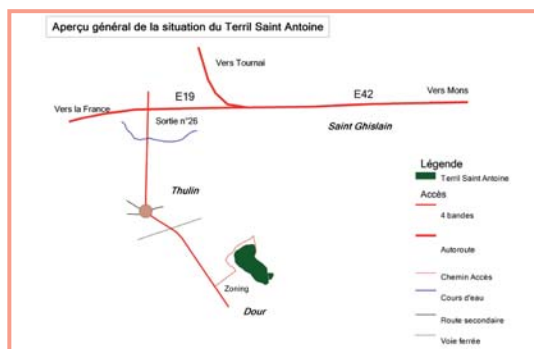 Aperçu général de la situation du Terril Saint Antoine
Vers Tournai
E19
E42
Vers Mons
Vers la France
Sortie n°26
Saint Ghislain
Thulin
Zoning
Dour
Légende
Terril Saint Antoine
Accès
4 bandes
Autoroute
Chemin Accès
Cours d'eau
Route secondaire
Voie ferrée